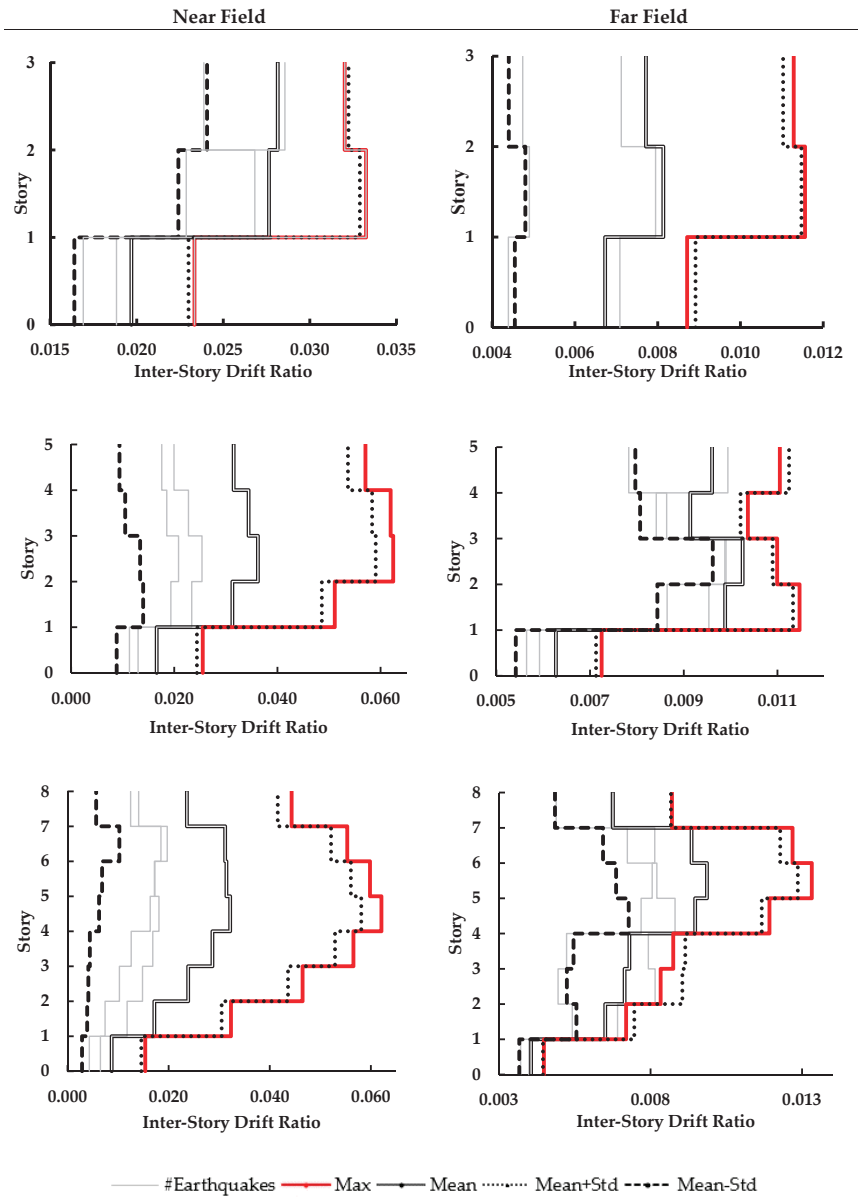 Near Field Far Field
3
2
1
0
Story
0.015 0.020 0.025 0.030 0.035
Inter-Story Drift Ratio
3
2
1
0
Story
0.004 0.006 0.008 0.010 0.012
Inter-Story Drift Ratio
5
4
3
2
1
0
Story
0.000 0.020 0.040 0.060
Inter-Story Drift Ratio
5
4
3
2
1
0
Story
0.005 0.007 0.009 0.011
Inter-Story Drift Ratio
8
7
6
5
4
3
2
1
0
Story
0.000 0.020 0.040 0.060
Inter-Story Drift Ratio
8
7
6
5
4
3
2
1
0
Story
0.003 0.008 0.013
Inter-Story Drift Ratio
#Earthquakes Max Mean Mean+Std Mean-Std